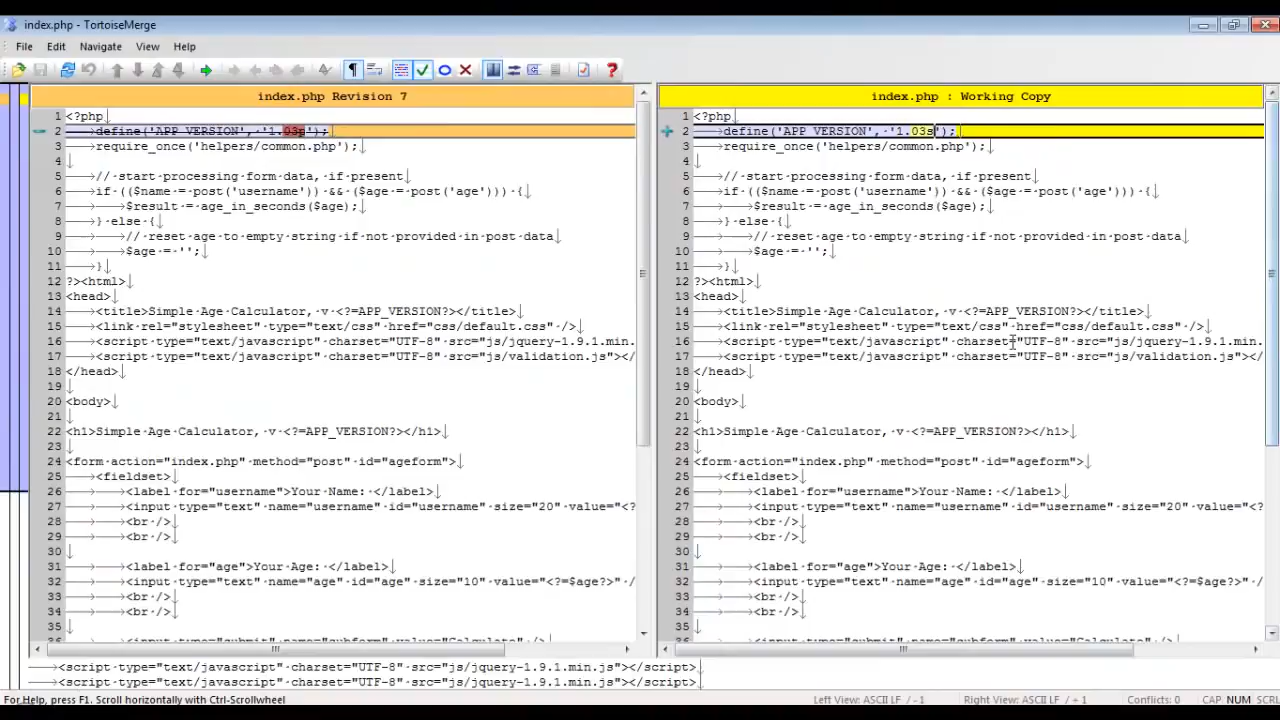 index.php - TortoiseMerge
File Edit Navigate View Help
index.php Revision 7
1 <?php
2 define('APP_VERSION', '1.03p');
3 require_once('helpers/common.php');
4
5 // start processing form data, if present
6 if (($name = post('username')) && ($age = post('age'))) {
7 $result = age_in_seconds($age);
8 } else {
9 // reset age to empty string if not provided in post data
10 $age = '';
11 }
12 ?><html>
13 <head>
14 <title>Simple Age Calculator, v <?=APP_VERSION?></title>
15 <link rel="stylesheet" type="text/css" href="css/default.css" />
16 <script type="text/javascript" charset="UTF-8" src="js/jquery-1.9.1.min.
17 <script type="text/javascript" charset="UTF-8" src="js/validation.js"></
18 </head>
19
20 <body>
21
22 <h1>Simple Age Calculator, v <?=APP_VERSION?></h1>
23
24 <form action="index.php" method="post" id="ageform">
25 <fieldset>
26 <label for="username">Your Name: </label>
27 <input type="text" name="username" id="username" size="20" value="<?
28 <br />
29 <br />
30
31 <label for="age">Your Age: </label>
32 <input type="text" name="age" id="age" size="10" value="<?=$age?>" /
33 <br />
34 <br />
35
index.php : Working Copy
1 <?php
2 define('APP_VERSION', '1.03s');
3 require_once('helpers/common.php');
4
5 // start processing form data, if present
6 if (($name = post('username')) && ($age = post('age'))) {
7 $result = age_in_seconds($age);
8 } else {
9 // reset age to empty string if not provided in post data
10 $age = '';
11 }
12 ?><html>
13 <head>
14 <title>Simple Age Calculator, v <?=APP_VERSION?></title>
15 <link rel="stylesheet" type="text/css" href="css/default.css" />
16 <script type="text/javascript" charset="UTF-8" src="js/jquery-1.9.1.min.
17 <script type="text/javascript" charset="UTF-8" src="js/validation.js"></
18 </head>
19
20 <body>
21
22 <h1>Simple Age Calculator, v <?=APP_VERSION?></h1>
23
24 <form action="index.php" method="post" id="ageform">
25 <fieldset>
26 <label for="username">Your Name: </label>
27 <input type="text" name="username" id="username" size="20" value="<?
28 <br />
29 <br />
30
31 <label for="age">Your Age: </label>
32 <input type="text" name="age" id="age" size="10" value="<?=$age?>" /
33 <br />
34 <br />
35
<script type="text/javascript" charset="UTF-8" src="js/jquery-1.9.1.min.js"></script>
<script type="text/javascript" charset="UTF-8" src="js/jquery-1.9.1.min.js"></script>
For Help, press F1. Scroll horizontally with Ctrl-Scrollwheel Left View: ASCII LF / - 1 Right View: ASCII LF / + 1 Conflicts: 0 CAP NUM SCRL